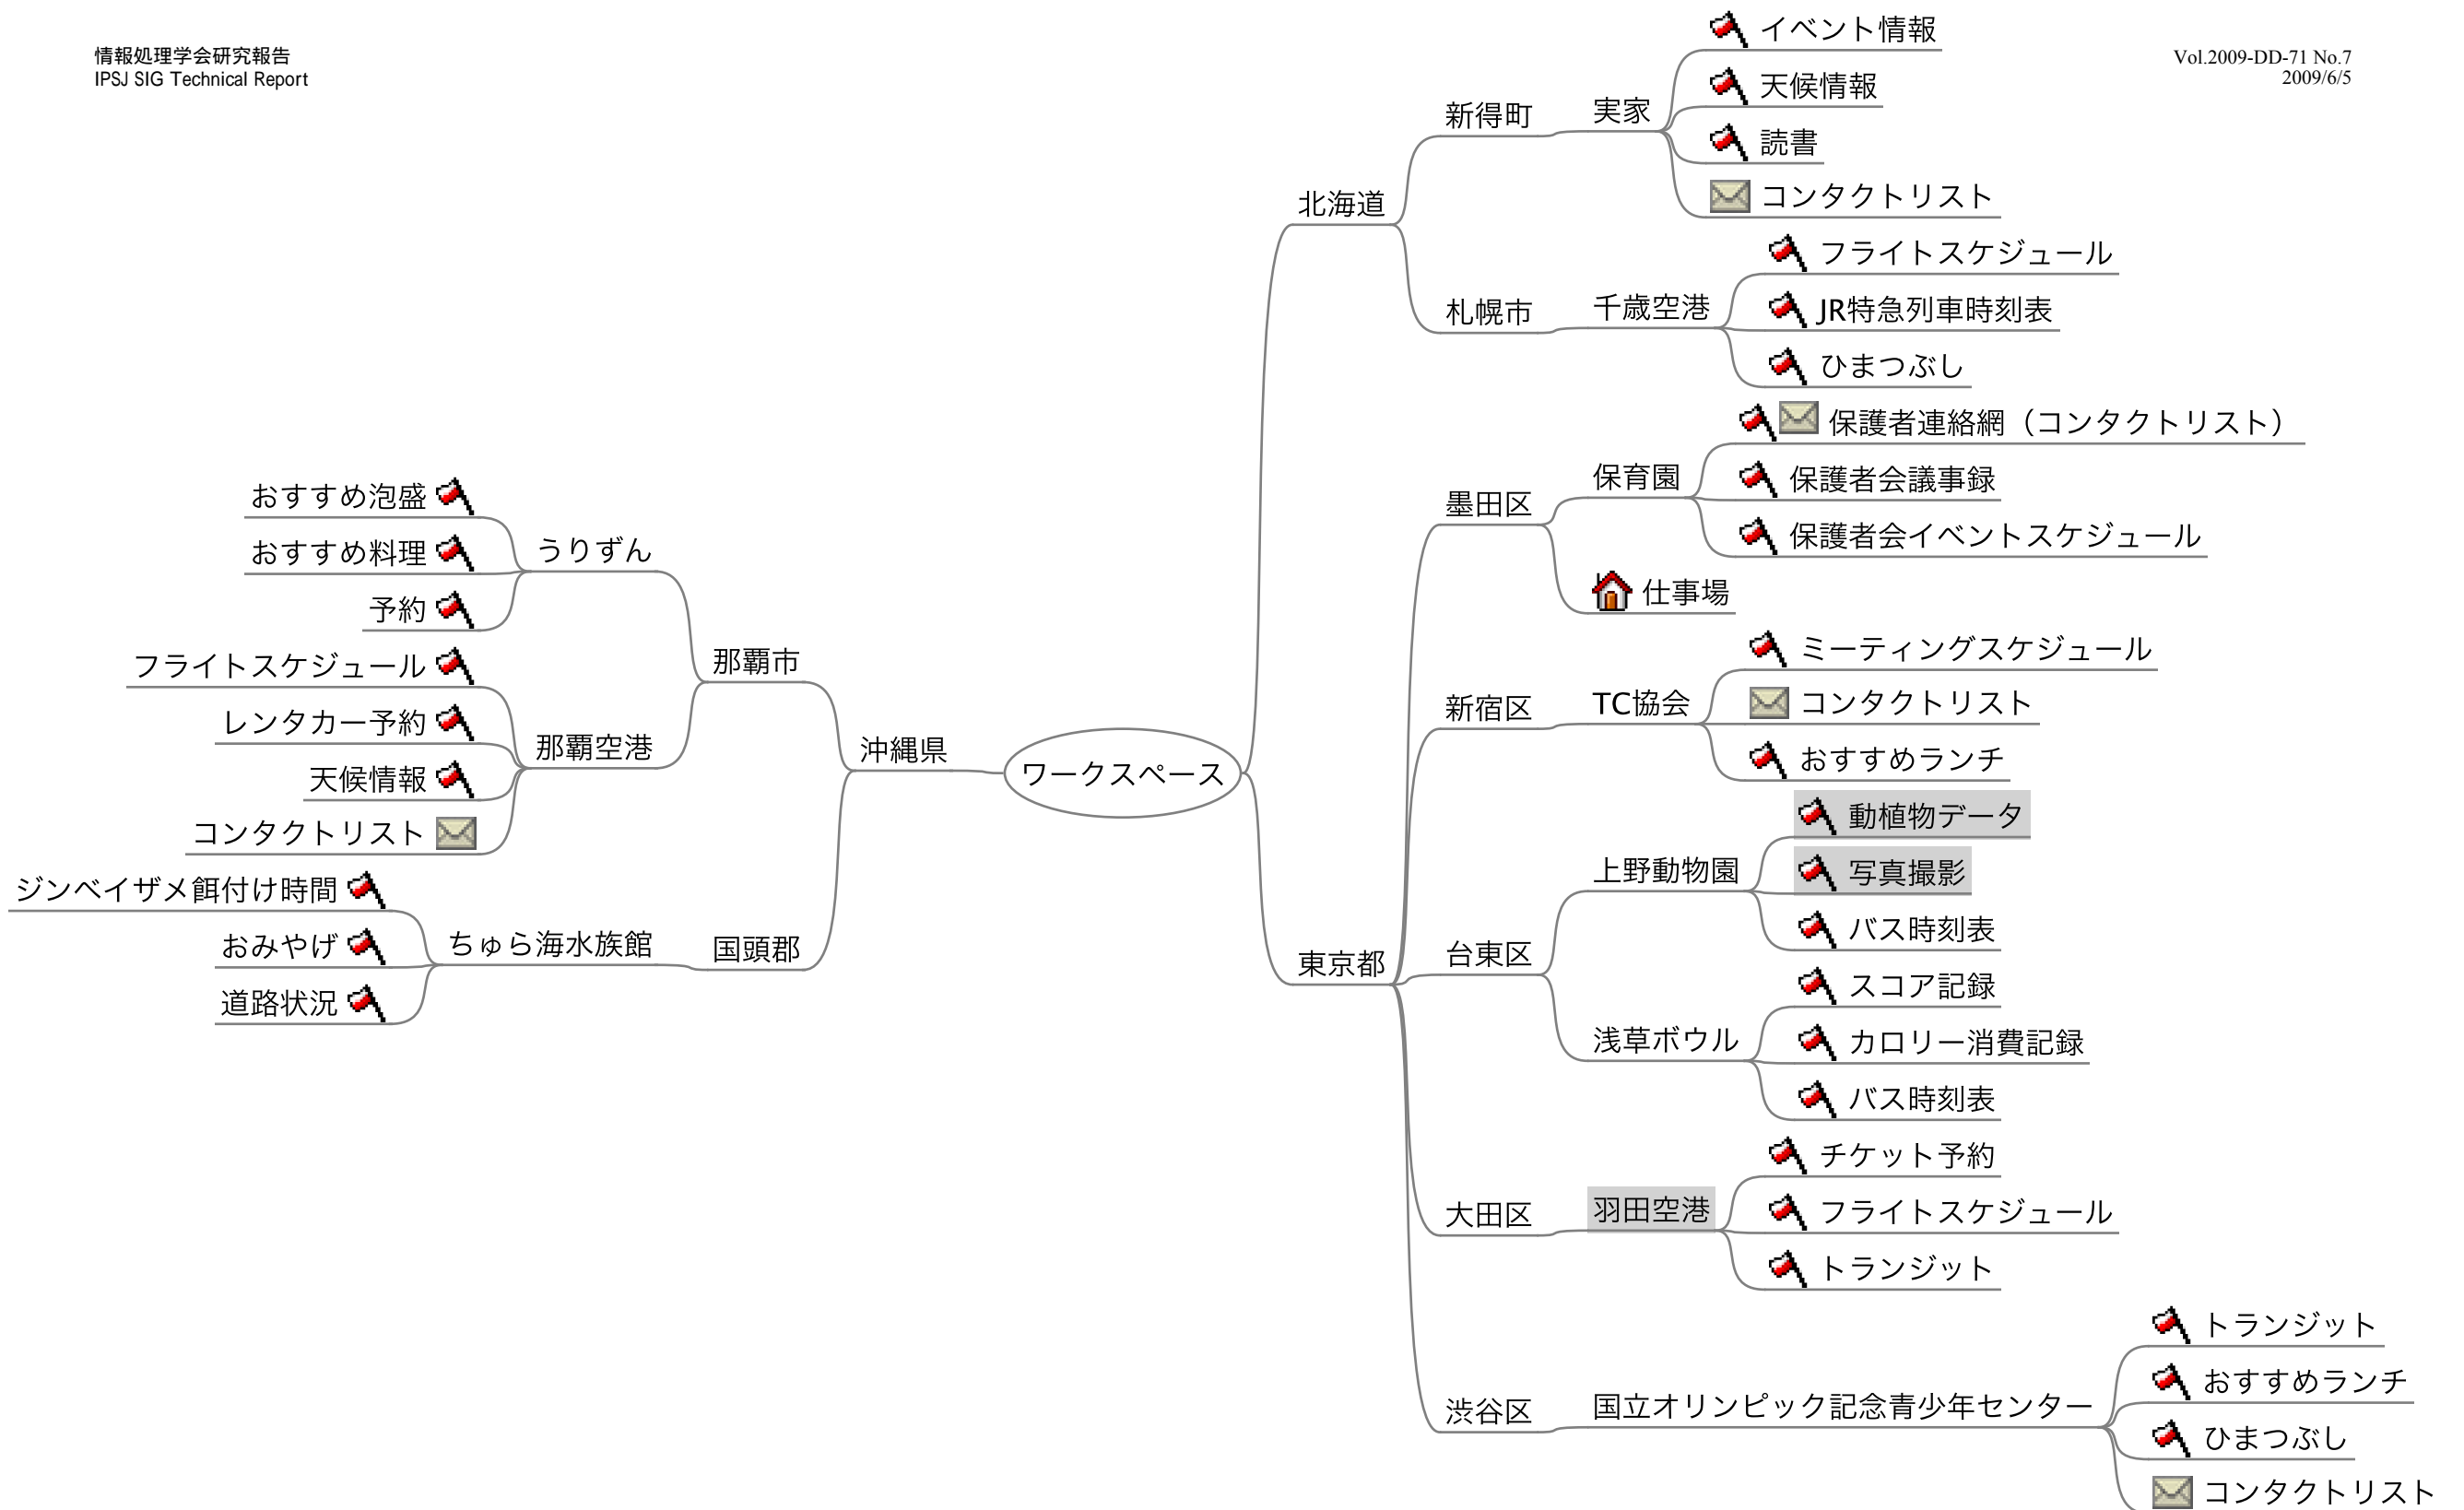 情報処理学会研究報告
IPSJ SIG Technical Report
Vol.2009-DD-71 No.7
2009/6/5
ワークスペース
北海道
新得町
実家
イベント情報
天候情報
読書
コンタクトリスト
札幌市
千歳空港
フライトスケジュール
JR特急列車時刻表
ひまつぶし
東京都
墨田区
保育園
保護者連絡網（コンタクトリスト）
保護者会議事録
保護者会イベントスケジュール
仕事場
新宿区
TC協会
ミーティングスケジュール
コンタクトリスト
おすすめランチ
台東区
上野動物園
動植物データ
写真撮影
バス時刻表
浅草ボウル
スコア記録
カロリー消費記録
バス時刻表
大田区
羽田空港
チケット予約
フライトスケジュール
トランジット
渋谷区
国立オリンピック記念青少年センター
トランジット
おすすめランチ
ひまつぶし
コンタクトリスト
沖縄県
那覇市
うりずん
おすすめ泡盛
おすすめ料理
予約
那覇空港
フライトスケジュール
レンタカー予約
天候情報
コンタクトリスト
国頭郡
ちゅら海水族館
ジンベイザメ餌付け時間
おみやげ
道路状況